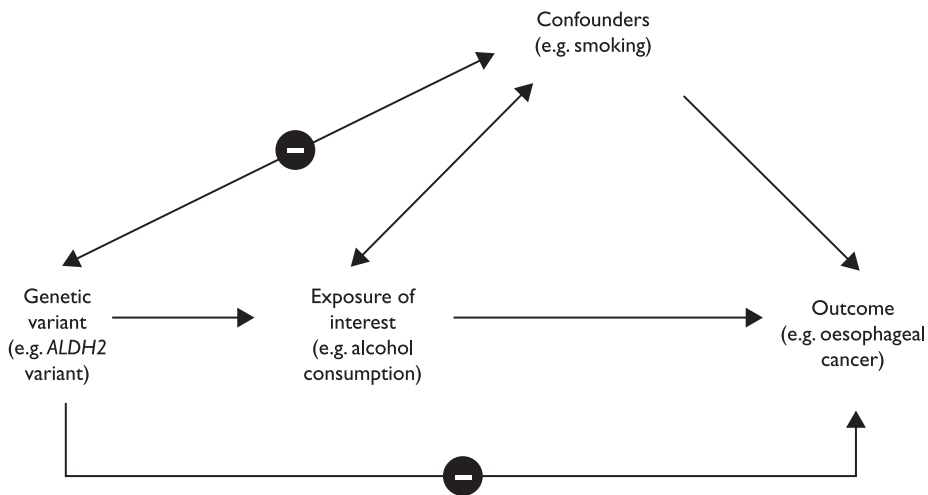 Confounders
(e.g. smoking)
Genetic
variant
(e.g. ALDH2
variant)
Exposure of
interest
(e.g. alcohol
consumption)
Outcome
(e.g. oesophageal
cancer)